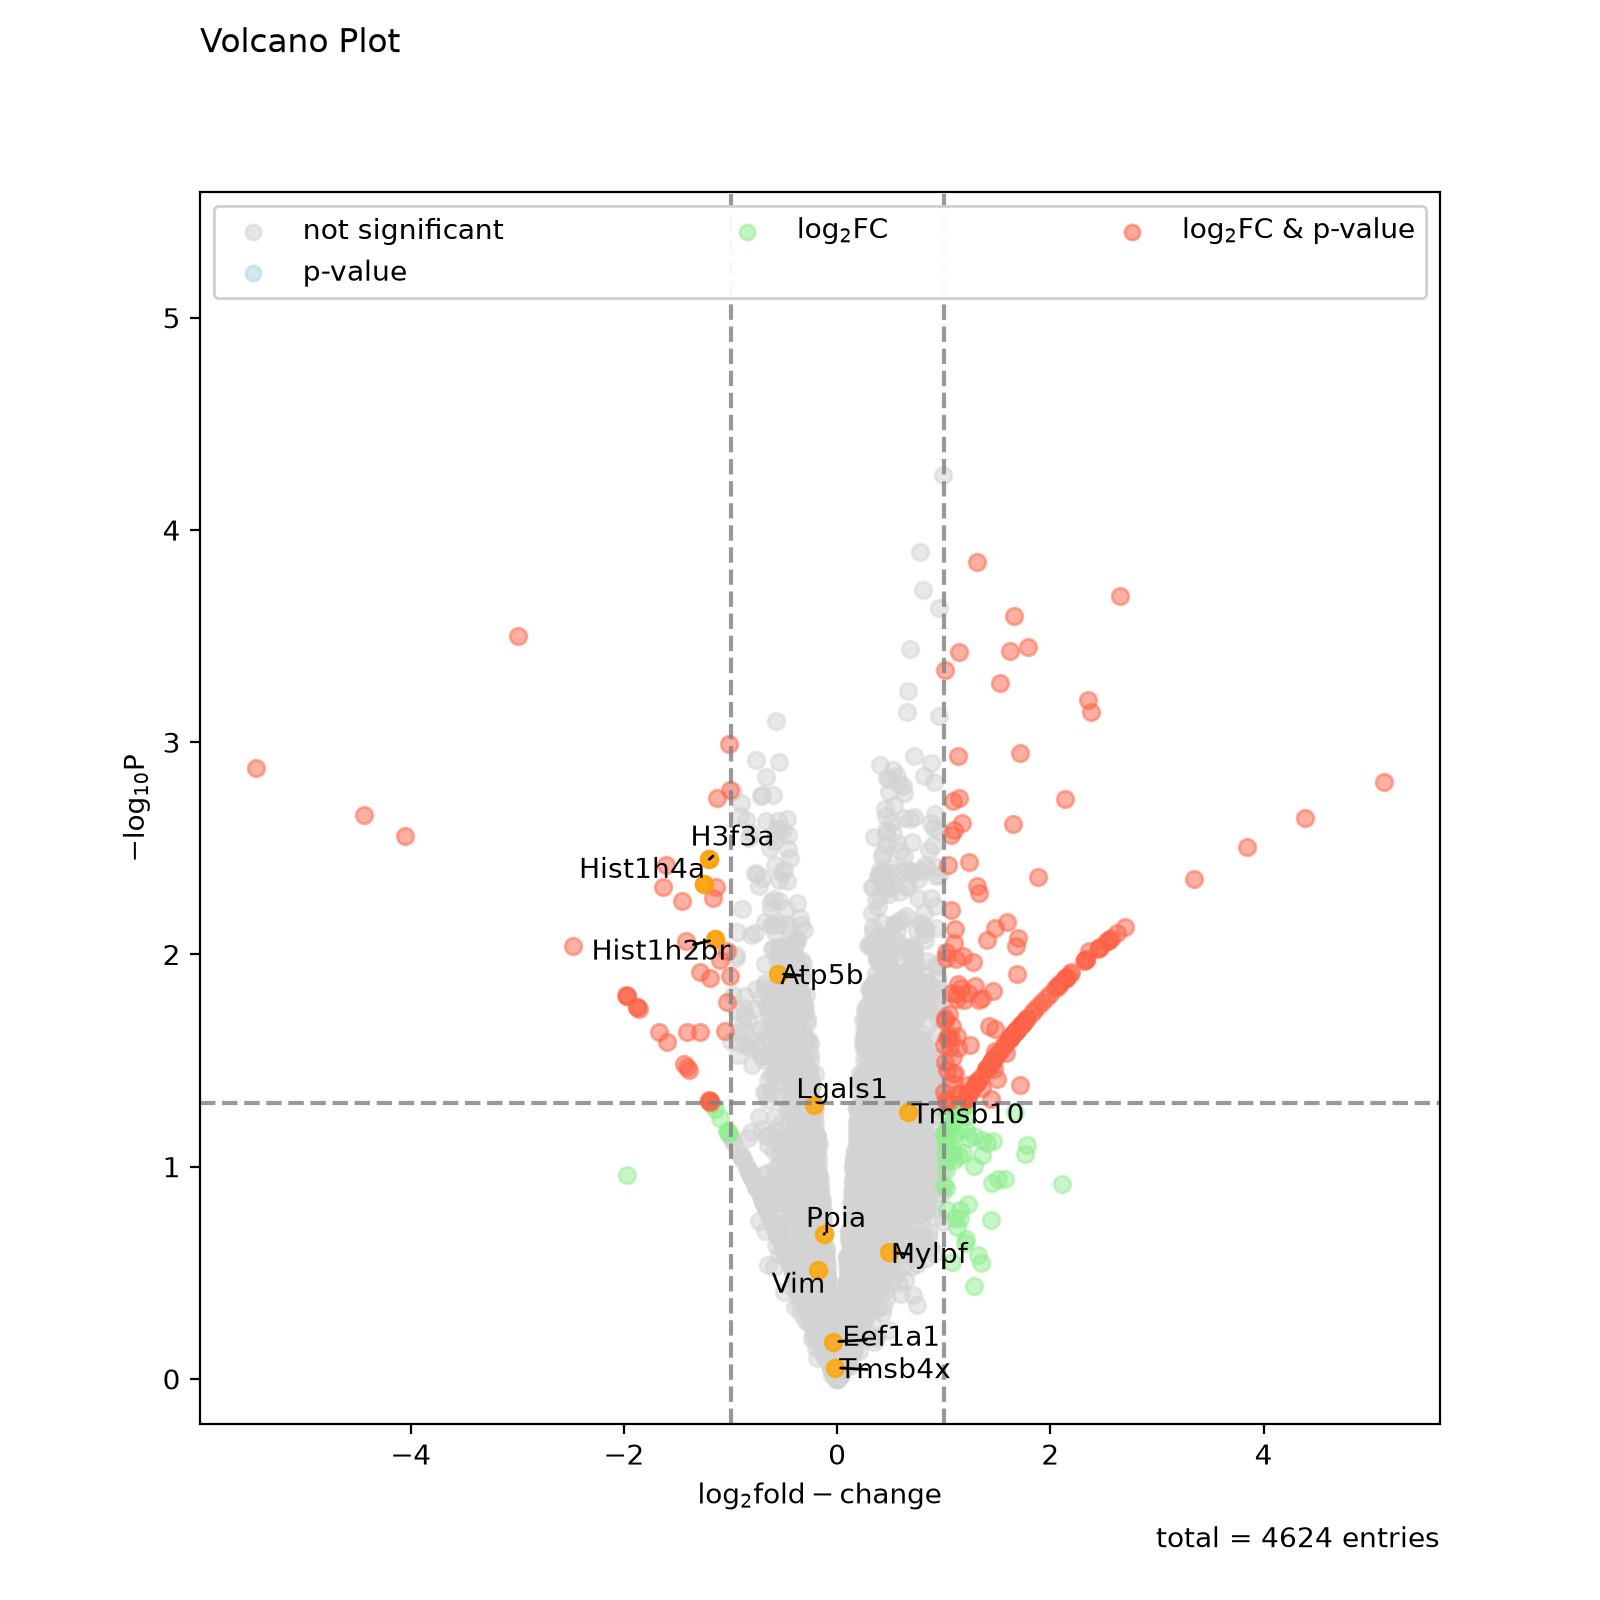 Volcano Plot
not significant
p-value
log₂FC
log₂FC & p-value
5
4
3
2
1
0
−log₁₀P
H3f3a
Hist1h4a
Hist1h2br
Atp5b
Lgals1
Tmsb10
Ppia
Mylpf
Vim
Eef1a1
Tmsb4x
−4
−2
0
2
4
log₂fold − change
total = 4624 entries